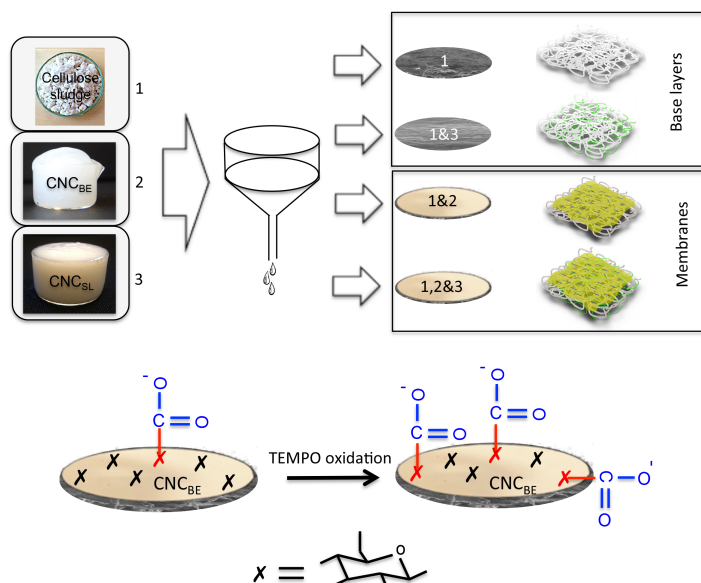 Cellulose
sludge
1
CNC_BE
2
CNC_SL
3
1
1&3
Base layers
1&2
1,2&3
Membranes
-
O
C
O
CNC_BE
TEMPO oxidation
-
O
C
O
-
O
C
O
C
O
-
O
CNC_BE
O